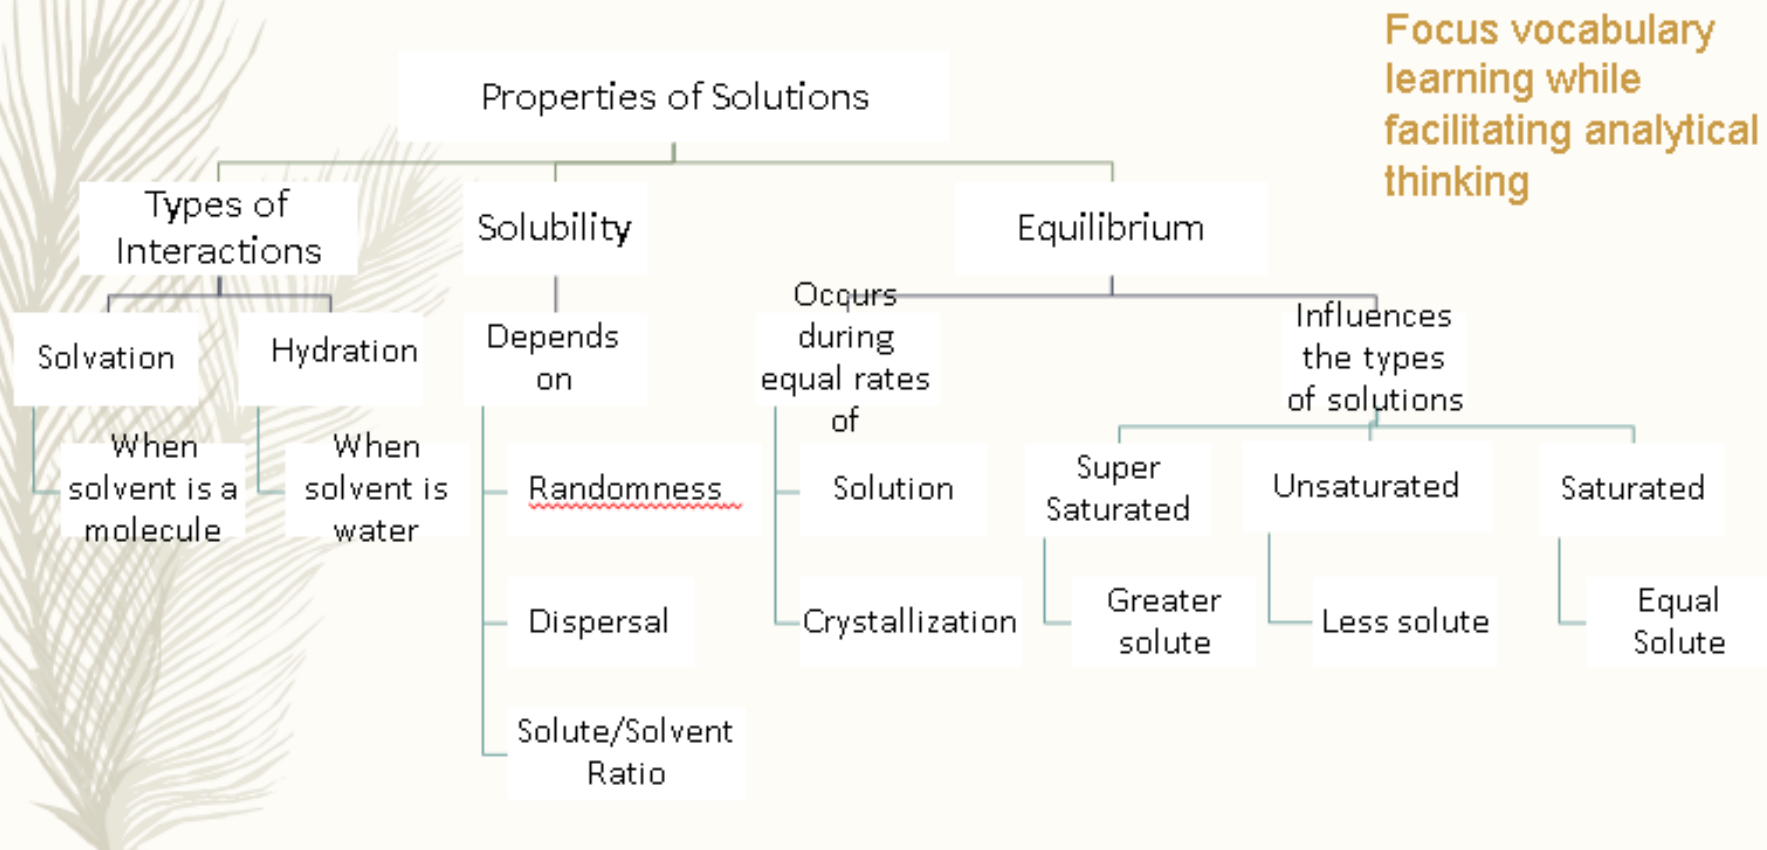 Focus vocabulary
learning while
facilitating analytical
thinking
Properties of Solutions
Types of
Interactions
Solubility
Equilibrium
Solvation
Hydration
Depends
on
Occurs
during
equal rates
of
Influences
the types
of solutions
When
solvent is a
molecule
When
solvent is
water
Randomness
Dispersal
Solute/Solvent
Ratio
Solution
Crystallization
Super
Saturated
Unsaturated
Saturated
Greater
solute
Less solute
Equal
Solute